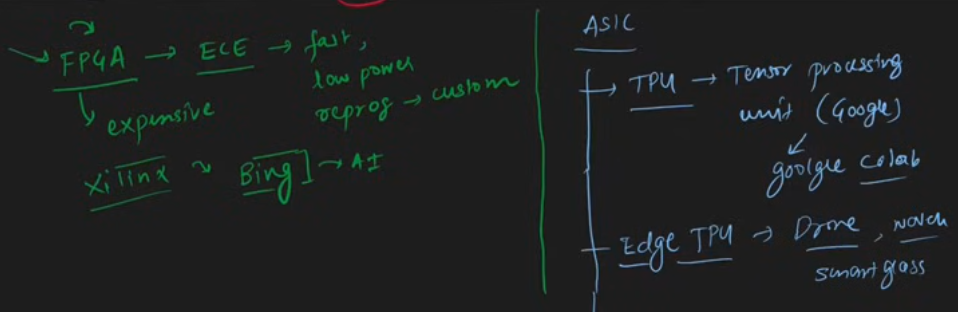 FPGA → ECE → fast,
low power
reprog → custom
expensive
Xilinx ~ Bing] → AI
ASIC
→ TPU → Tensor processing
unit (Google)
goolgle colab
Edge TPU → Drone, watch
smart glass